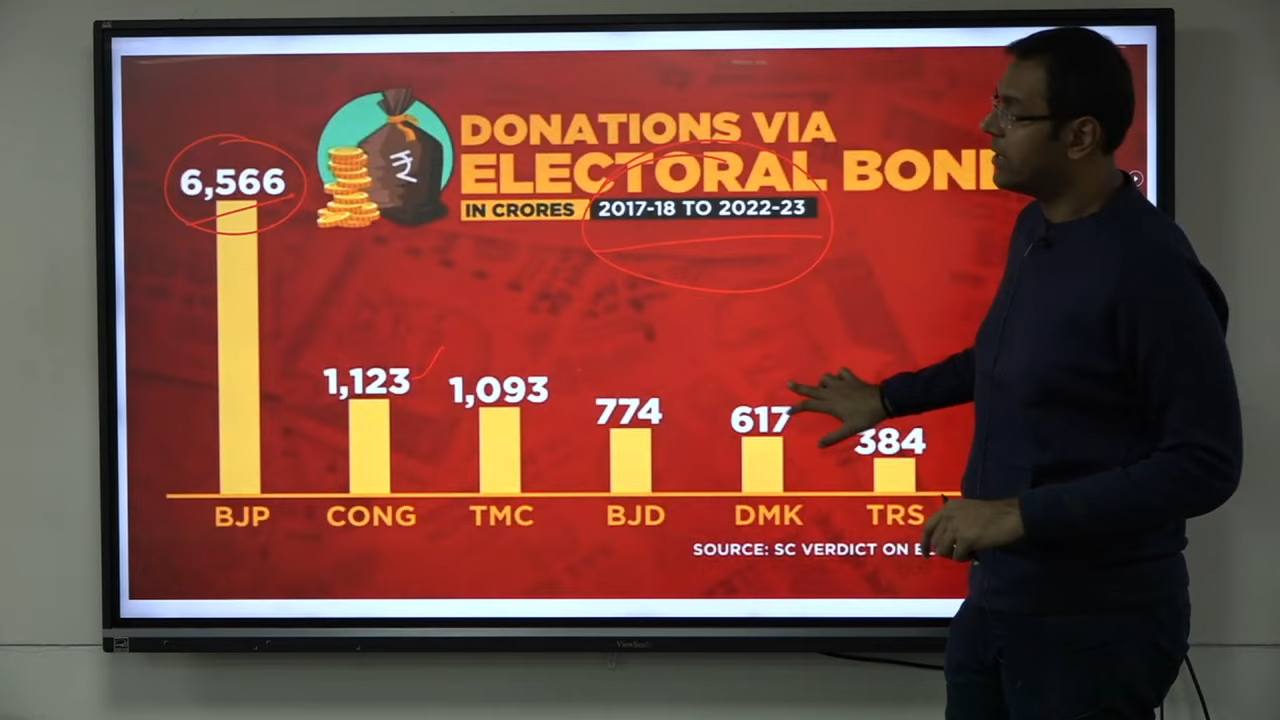 DONATIONS VIA
ELECTORAL
IN CRORES 2017-18 TO 2022-23
6,566
1,123
1,093
774
617
384
BJP CONG TMC BJD DMK TRS
SOURCE: SC VERDICT ON
ViewSonic